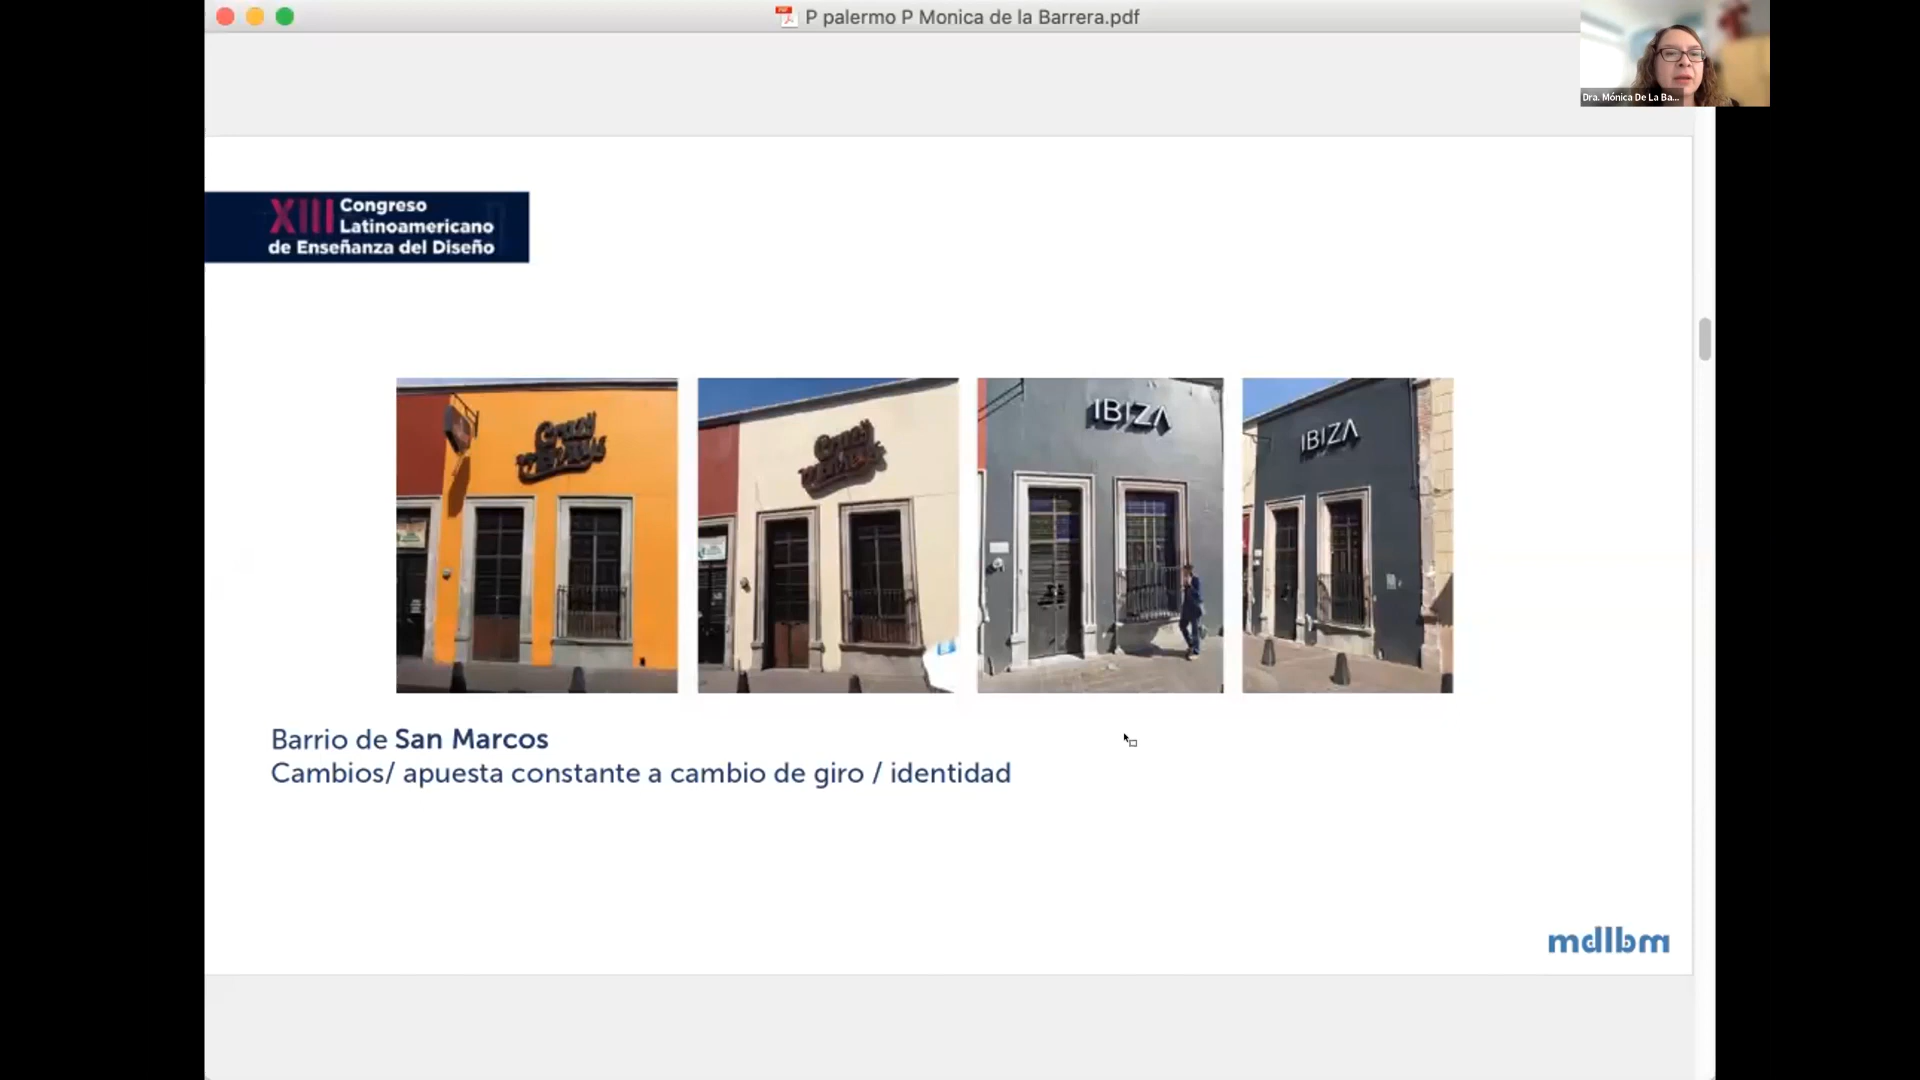 P palermo P Monica de la Barrera.pdf
Dra. Mónica De La Ba...
XIII Congreso
Latinoamericano
de Enseñanza del Diseño
Crazy
IBIZA
IBIZA
Barrio de San Marcos
Cambios/ apuesta constante a cambio de giro / identidad
mdlbm